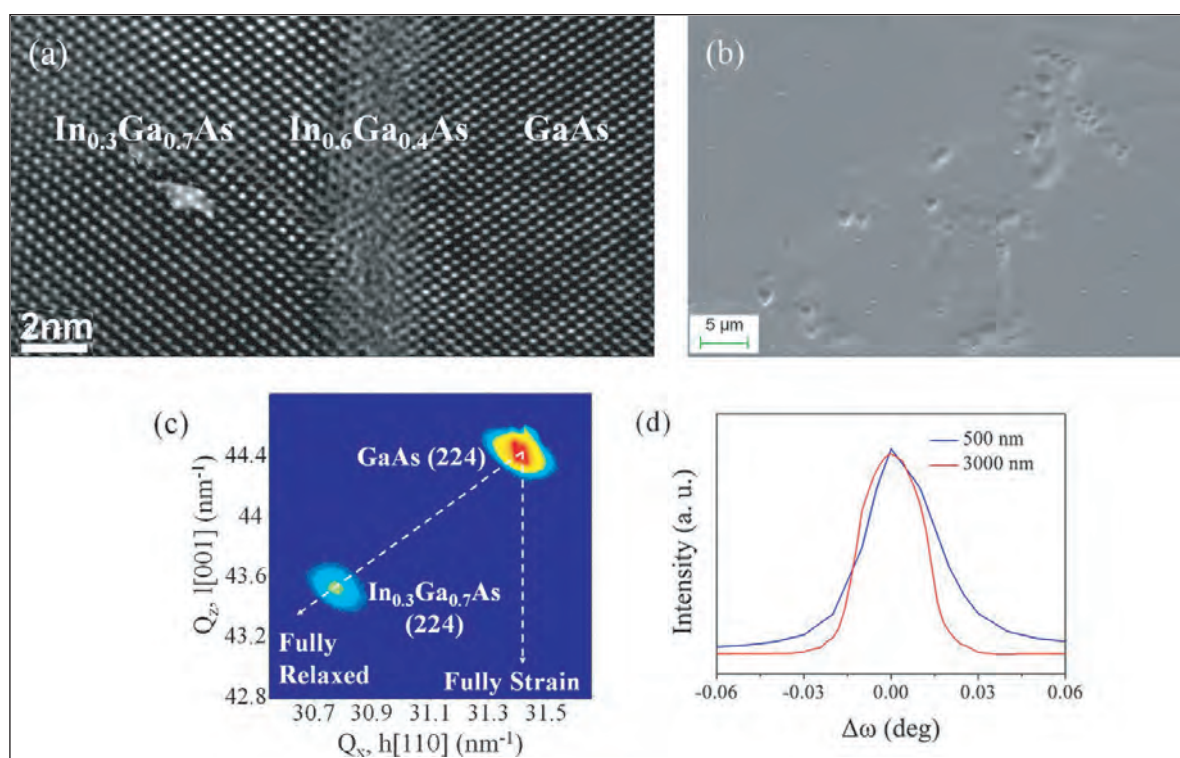 (a)
In₀.₃Ga₀.₇As In₀.₆Ga₀.₄As GaAs
2nm
(b)
5 µm
(c)
GaAs (224)
In₀.₃Ga₀.₇As
(224)
Fully
Relaxed
Fully Strain
44.4
44
43.6
43.2
42.8
Q_z, l[001] (nm⁻¹)
30.7 30.9 31.1 31.3 31.5
Qₓ, h[110] (nm⁻¹)
(d)
500 nm
3000 nm
Intensity (a. u.)
-0.06 -0.03 0.00 0.03 0.06
Δω (deg)